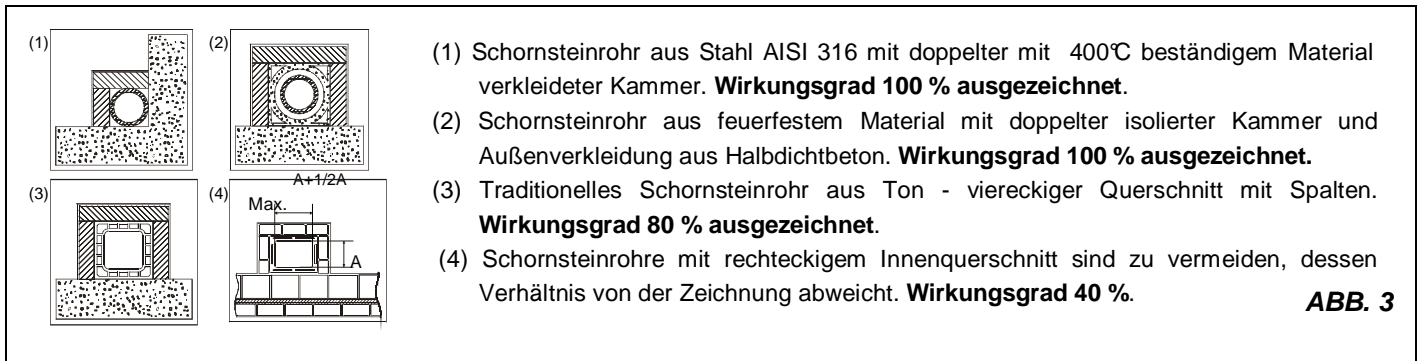 (1)
(2)
(3)
(4)
A+1/2A
Max.
A
(1) Schornsteinrohr aus Stahl AISI 316 mit doppelter mit 400℃ beständigem Material
verkleideter Kammer. Wirkungsgrad 100 % ausgezeichnet.
(2) Schornsteinrohr aus feuerfestem Material mit doppelter isolierter Kammer und
Außenverkleidung aus Halbdichtbeton. Wirkungsgrad 100 % ausgezeichnet.
(3) Traditionelles Schornsteinrohr aus Ton - viereckiger Querschnitt mit Spalten.
Wirkungsgrad 80 % ausgezeichnet.
(4) Schornsteinrohre mit rechteckigem Innenquerschnitt sind zu vermeiden, dessen
Verhältnis von der Zeichnung abweicht. Wirkungsgrad 40 %.
ABB. 3